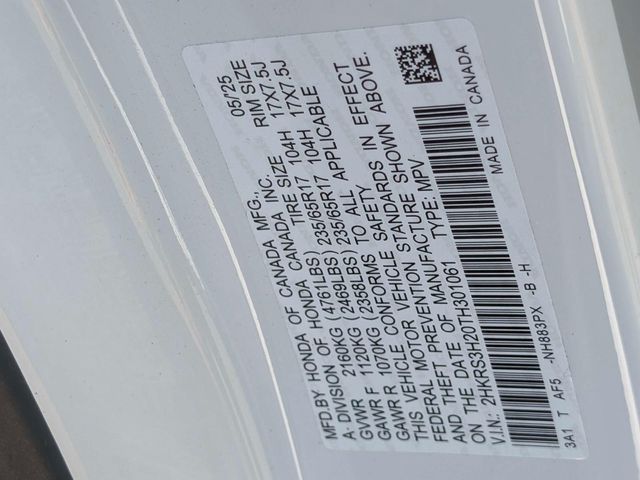 MFD.BY HONDA OF CANADA MFG., 05/'25
A DIVISION OF HONDA CANADA INC.
TIRE SIZE RIM SIZE
GVWR 2160KG (4761LBS)
GAWR F 1120KG (2469LBS) 235/65R17 104H 17X7.5J
GAWR R 1070KG (2358LBS) 235/65R17 104H 17X7.5J
THIS VEHICLE CONFORMS TO ALL APPLICABLE
FEDERAL MOTOR VEHICLE SAFETY
AND THEFT PREVENTION STANDARDS IN EFFECT
ON THE DATE OF MANUFACTURE SHOWN ABOVE.
V.I.N.: 2HKRS3H20TH301061 TYPE: MPV
3A1 T AF5 -NH883PX -B -H MADE IN CANADA